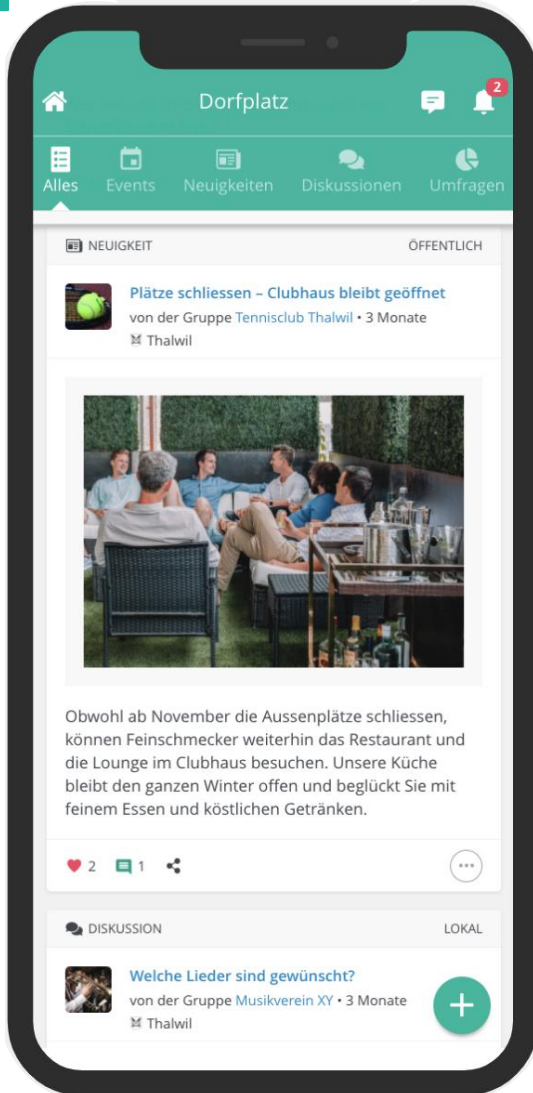 Dorfplatz
2
Alles Events Neuigkeiten Diskussionen Umfragen
NEUIGKEIT ÖFFENTLICH
Plätze schliessen – Clubhaus bleibt geöffnet
von der Gruppe Tennisclub Thalwil • 3 Monate
Thalwil
Obwohl ab November die Aussenplätze schliessen,
können Feinschmecker weiterhin das Restaurant und
die Lounge im Clubhaus besuchen. Unsere Küche
bleibt den ganzen Winter offen und beglückt Sie mit
feinem Essen und köstlichen Getränken.
2 1
DISKUSSION LOKAL
Welche Lieder sind gewünscht?
von der Gruppe Musikverein XY • 3 Monate
Thalwil